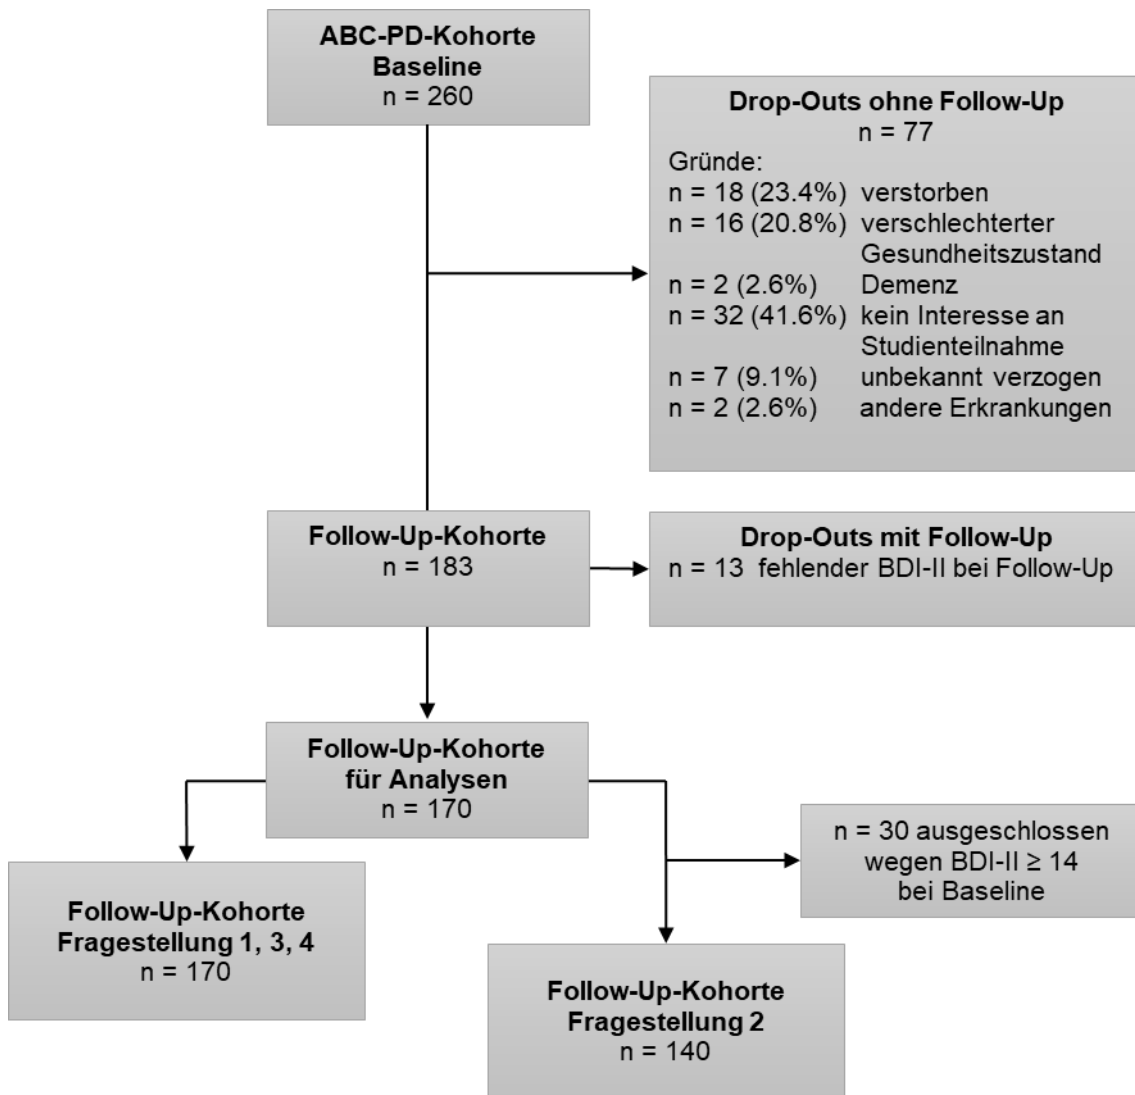 ABC-PD-Kohorte
Baseline
n = 260
Drop-Outs ohne Follow-Up
n = 77
Gründe:
n = 18 (23.4%) verstorben
n = 16 (20.8%) verschlechterter
Gesundheitszustand
n = 2 (2.6%) Demenz
n = 32 (41.6%) kein Interesse an
Studienteilnahme
n = 7 (9.1%) unbekannt verzogen
n = 2 (2.6%) andere Erkrankungen
Follow-Up-Kohorte
n = 183
Drop-Outs mit Follow-Up
n = 13 fehlender BDI-II bei Follow-Up
Follow-Up-Kohorte
für Analysen
n = 170
n = 30 ausgeschlossen
wegen BDI-II ≥ 14
bei Baseline
Follow-Up-Kohorte
Fragestellung 1, 3, 4
n = 170
Follow-Up-Kohorte
Fragestellung 2
n = 140